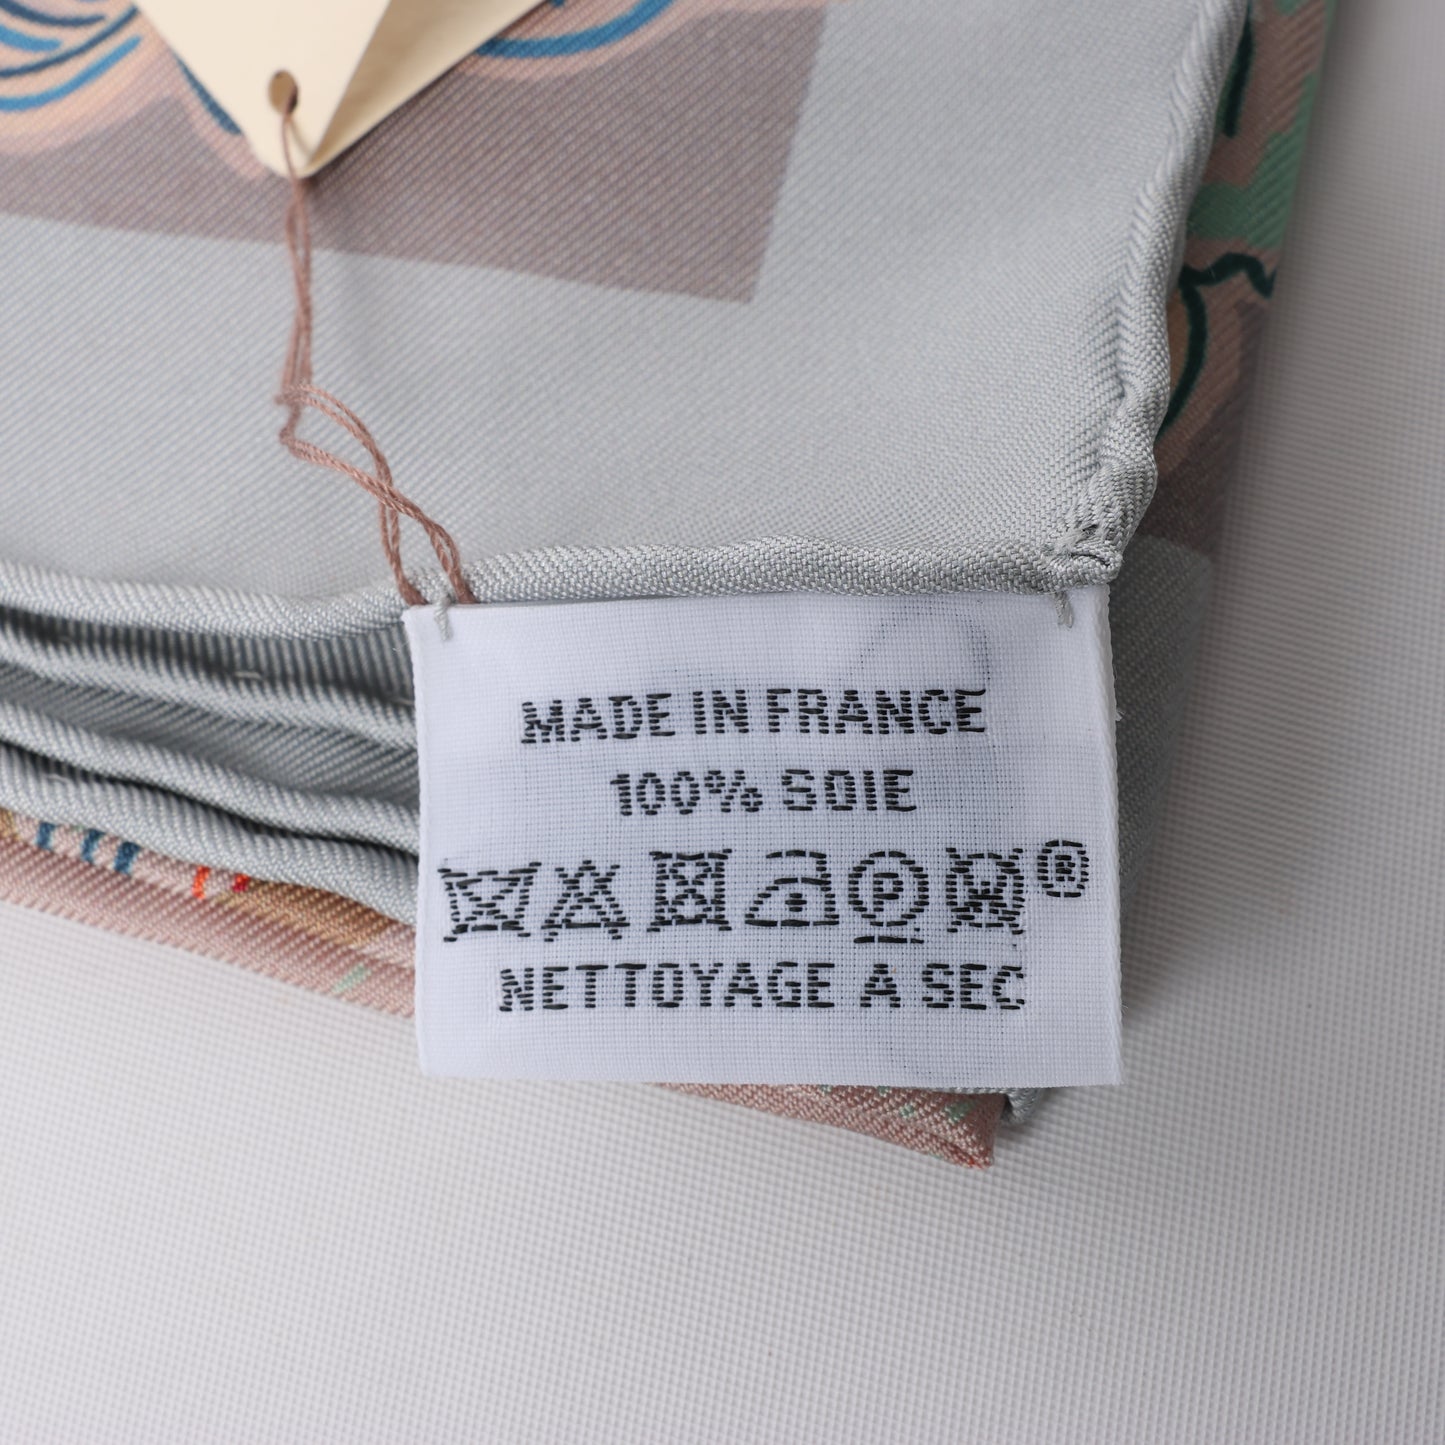 MADE IN FRANCE
100% SOIE
P W ®
NETTOYAGE A SEC